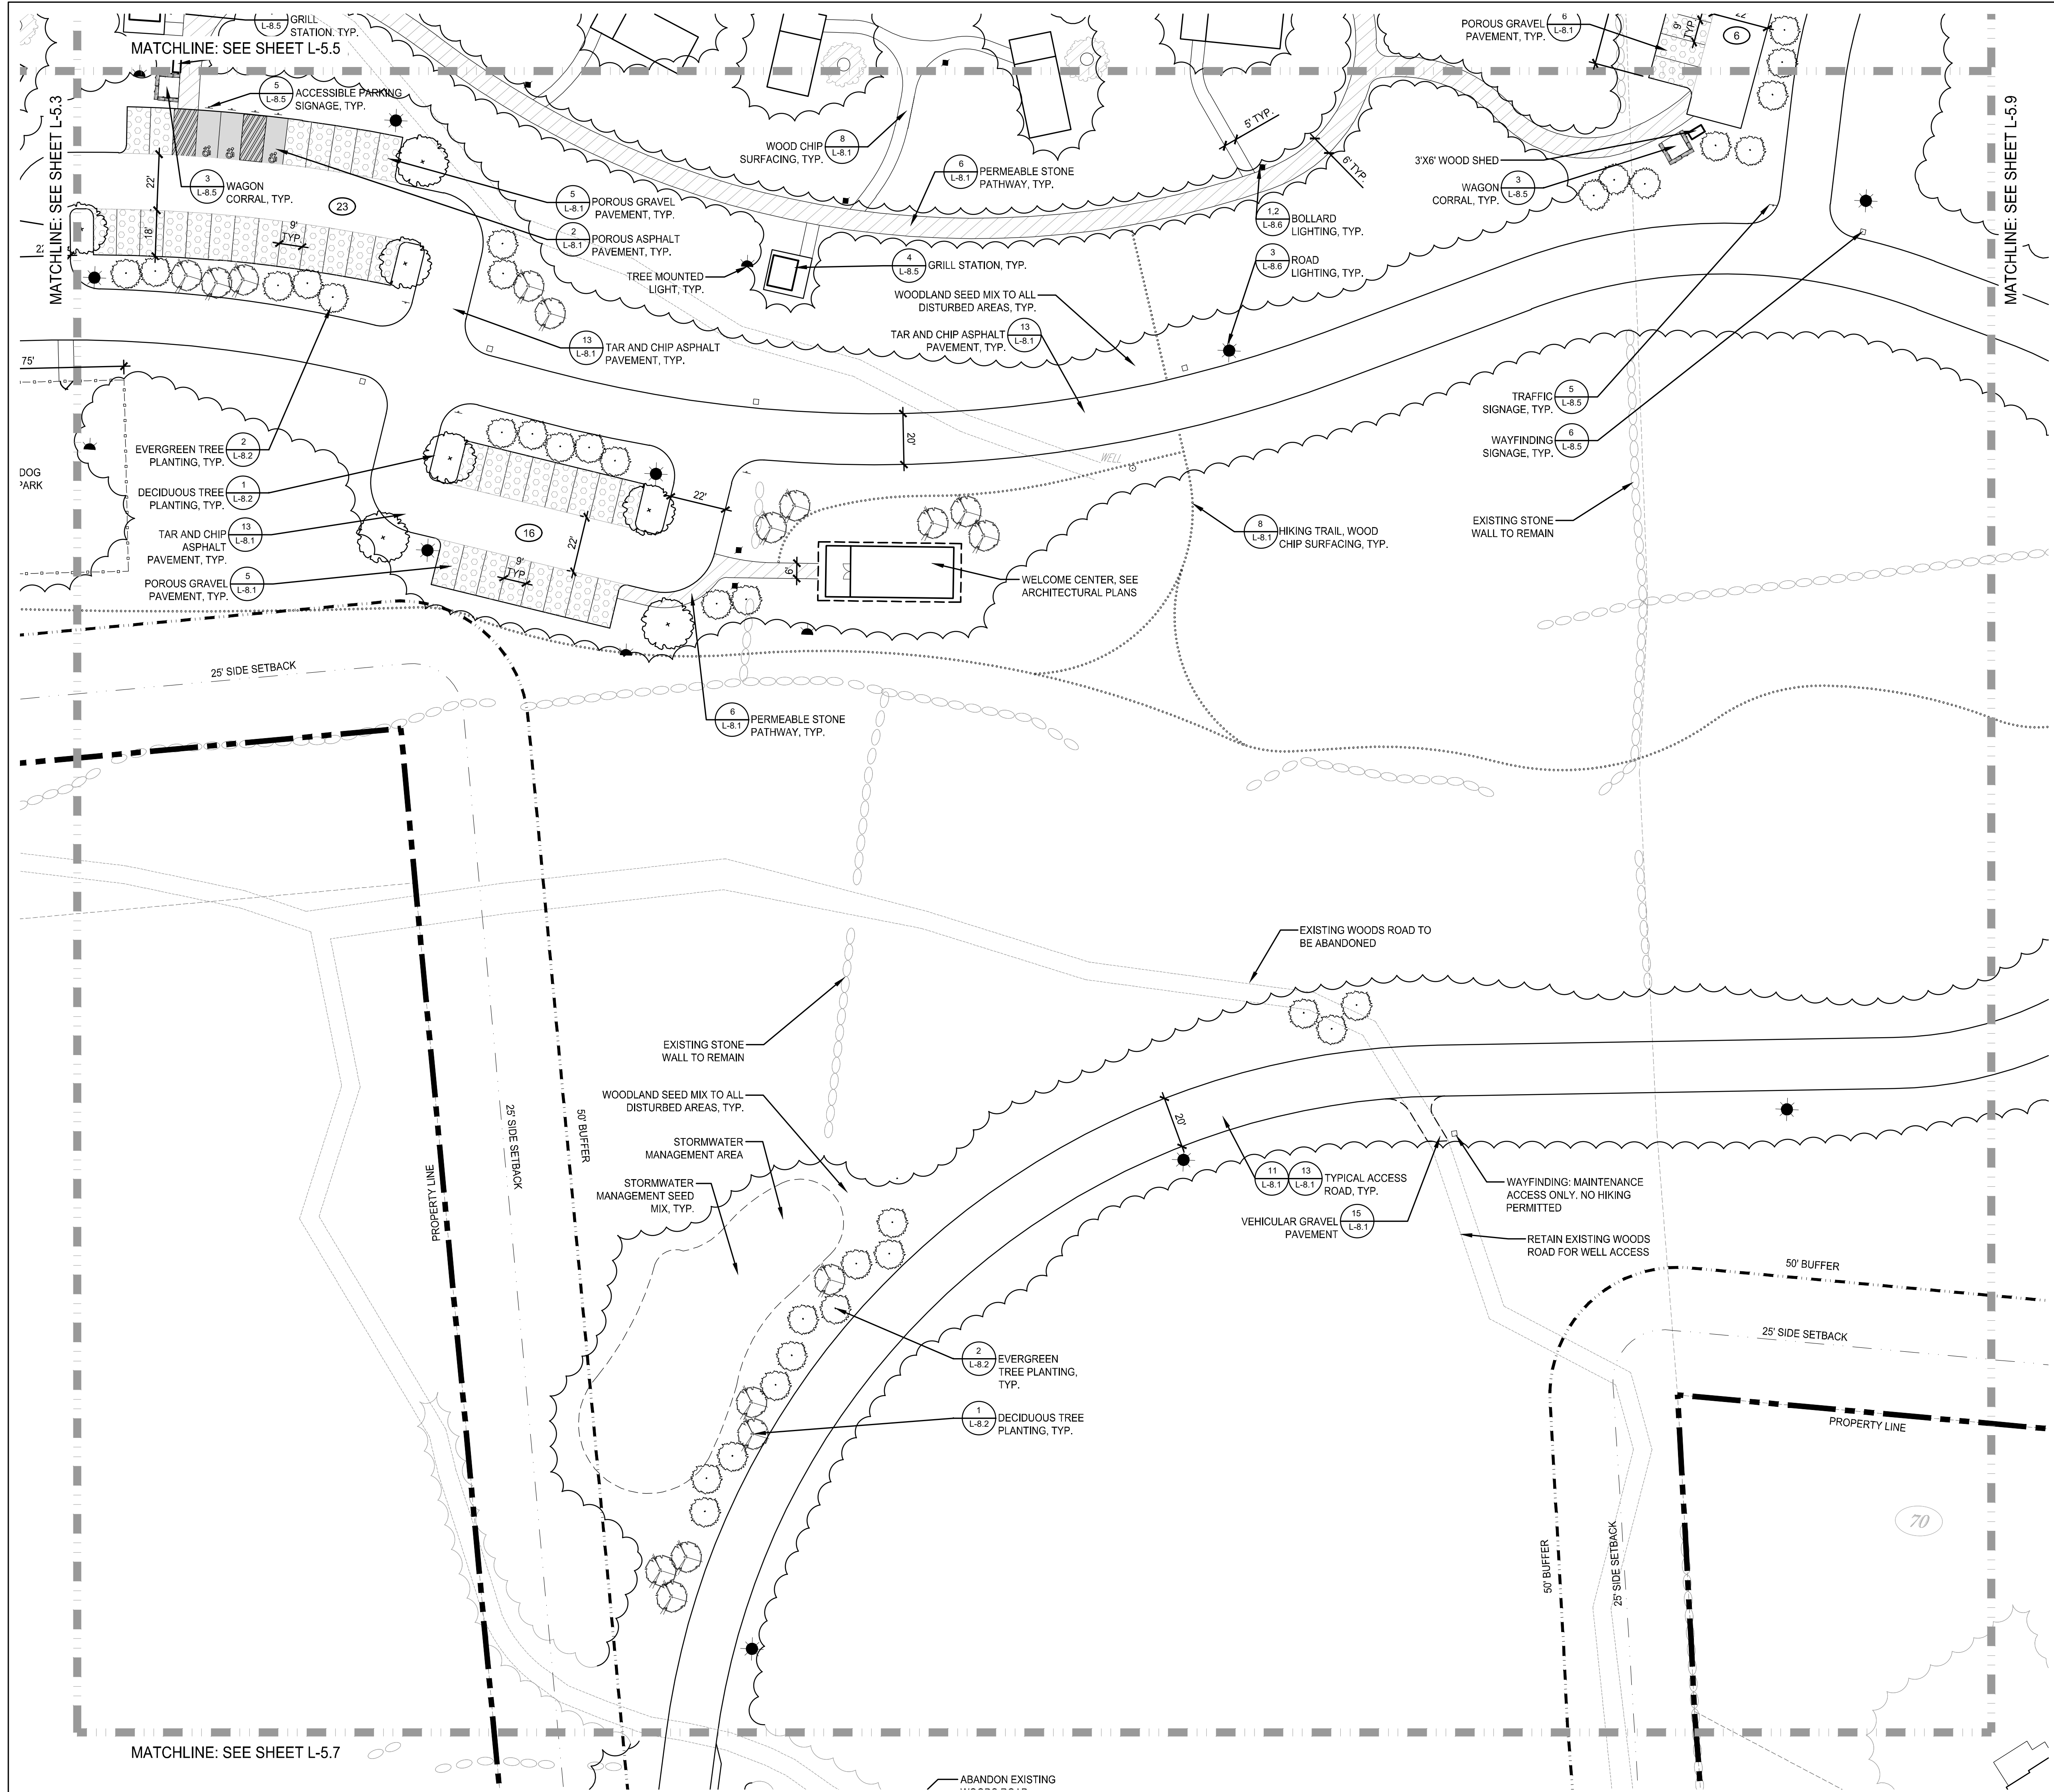 4
L-8.5
GRILL
STATION, TYP.
MATCHLINE: SEE SHEET L-5.5
6
L-8.1
POROUS GRAVEL
PAVEMENT, TYP.
9'
TYP.
22'
6
MATCHLINE: SEE SHEET L-5.3
5
L-8.5
ACCESSIBLE PARKING
SIGNAGE, TYP.
MATCHLINE: SEE SHEET L-5.9
8
L-8.1
WOOD CHIP
SURFACING, TYP.
5' TYP.
6' TYP.
6
L-8.1
PERMEABLE STONE
PATHWAY, TYP.
3'X6' WOOD SHED
3
L-8.5
WAGON
CORRAL, TYP.
22'
3
L-8.5
WAGON
CORRAL, TYP.
23
5
L-8.1
POROUS GRAVEL
PAVEMENT, TYP.
1,2
L-8.6
BOLLARD
LIGHTING, TYP.
18'
9'
TYP.
2
L-8.1
POROUS ASPHALT
PAVEMENT, TYP.
3
L-8.6
ROAD
LIGHTING, TYP.
4
L-8.5
GRILL STATION, TYP.
TREE MOUNTED
LIGHT, TYP.
WOODLAND SEED MIX TO ALL
DISTURBED AREAS, TYP.
13
L-8.1
TAR AND CHIP ASPHALT
PAVEMENT, TYP.
13
L-8.1
TAR AND CHIP ASPHALT
PAVEMENT, TYP.
75'
5
L-8.5
TRAFFIC
SIGNAGE, TYP.
6
L-8.5
WAYFINDING
SIGNAGE, TYP.
20'
2
L-8.2
EVERGREEN TREE
PLANTING, TYP.
WELL
DOG
PARK
1
L-8.2
DECIDUOUS TREE
PLANTING, TYP.
22'
13
L-8.1
TAR AND CHIP
ASPHALT
PAVEMENT, TYP.
16
22'
8
L-8.1
HIKING TRAIL, WOOD
CHIP SURFACING, TYP.
EXISTING STONE
WALL TO REMAIN
9'
TYP.
6'
5
L-8.1
POROUS GRAVEL
PAVEMENT, TYP.
WELCOME CENTER, SEE
ARCHITECTURAL PLANS
25' SIDE SETBACK
6
L-8.1
PERMEABLE STONE
PATHWAY, TYP.
EXISTING WOODS ROAD TO
BE ABANDONED
EXISTING STONE
WALL TO REMAIN
WOODLAND SEED MIX TO ALL
DISTURBED AREAS, TYP.
25' SIDE SETBACK
50' BUFFER
20'
STORMWATER
MANAGEMENT AREA
PROPERTY LINE
STORMWATER
MANAGEMENT SEED
MIX, TYP.
11
L-8.1
13
L-8.1
TYPICAL ACCESS
ROAD, TYP.
WAYFINDING: MAINTENANCE
ACCESS ONLY. NO HIKING
PERMITTED
15
L-8.1
VEHICULAR GRAVEL
PAVEMENT
RETAIN EXISTING WOODS
ROAD FOR WELL ACCESS
50' BUFFER
25' SIDE SETBACK
2
L-8.2
EVERGREEN
TREE PLANTING,
TYP.
1
L-8.2
DECIDUOUS TREE
PLANTING, TYP.
PROPERTY LINE
70
50' BUFFER
25' SIDE SETBACK
MATCHLINE: SEE SHEET L-5.7
ABANDON EXISTING
WOODS ROAD